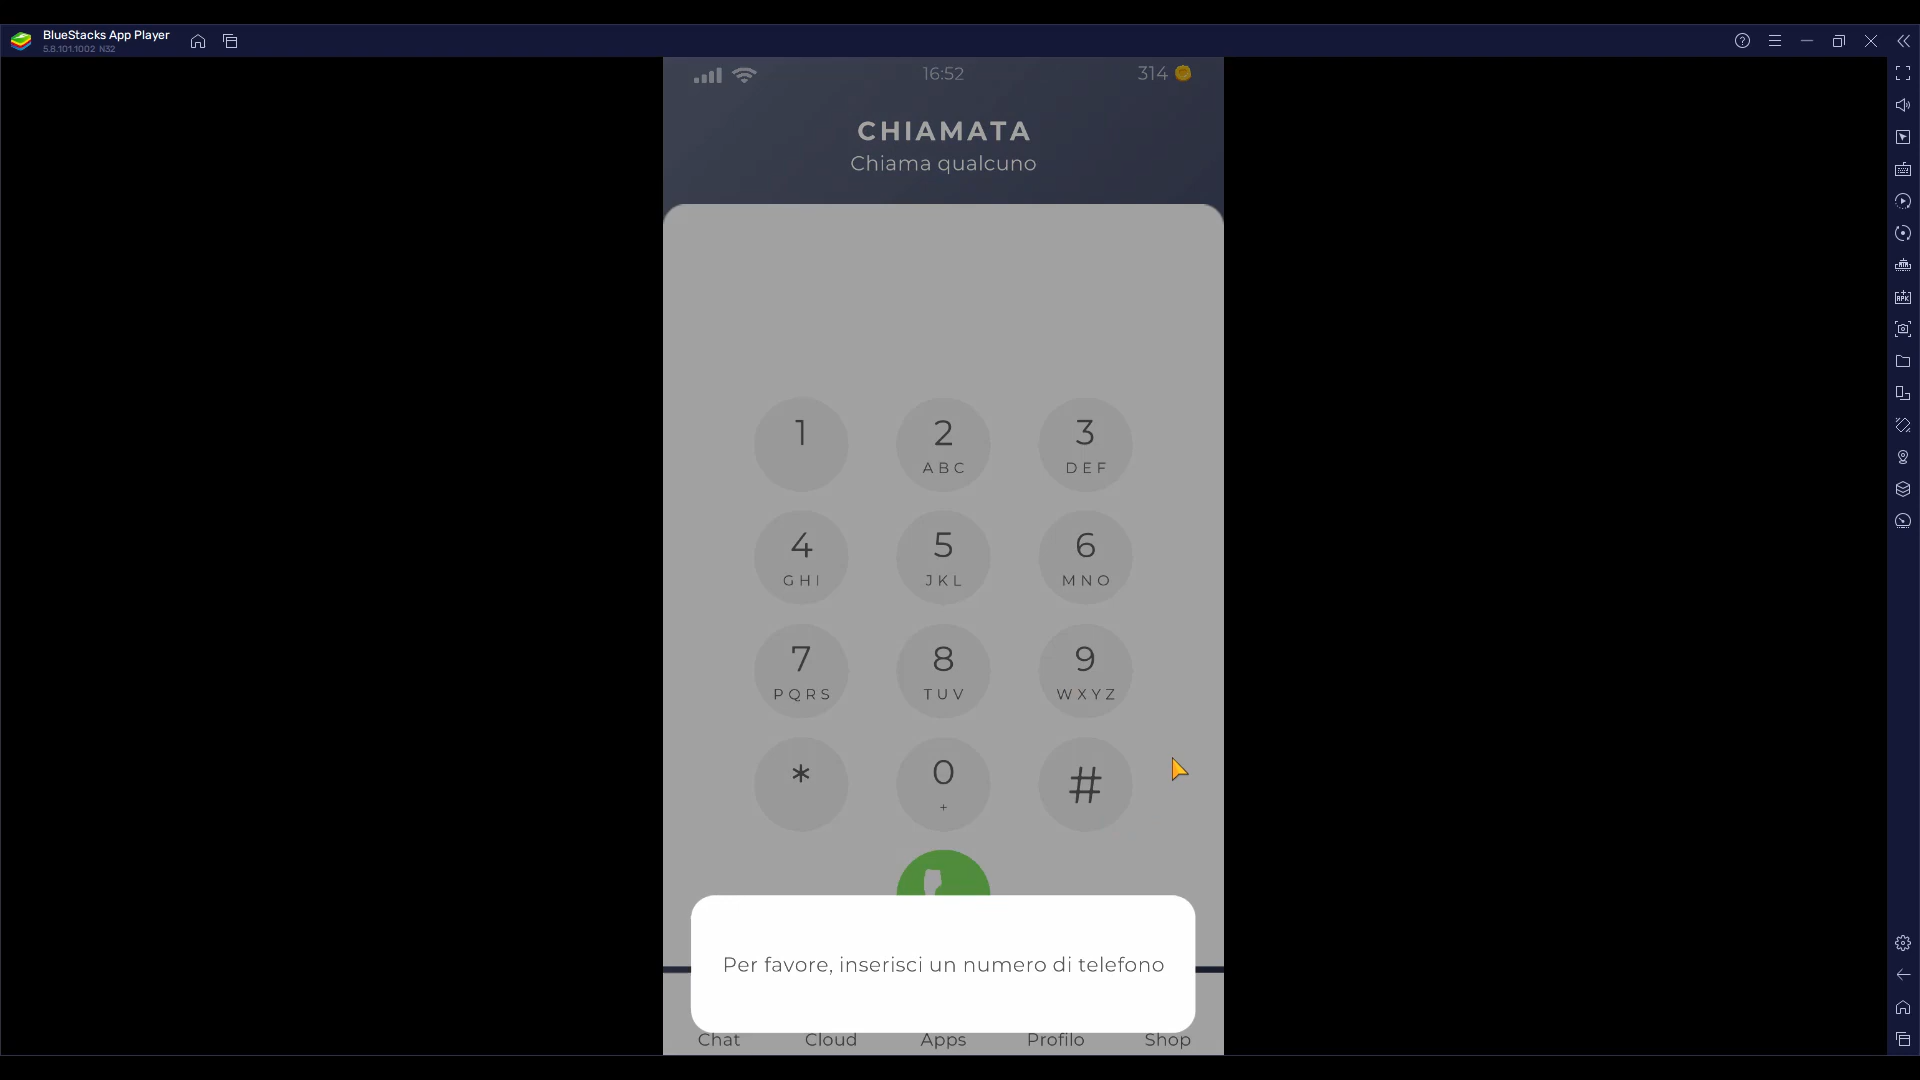 BlueStacks App Player
5.8.101.1002 N32
16:52
314
CHIAMATA
Chiama qualcuno
1
2
3
ABC
DEF
4
5
6
GHI
JKL
MNO
7
8
9
PQRS
TUV
WXYZ
*
0
#
+
Per favore, inserisci un numero di telefono
Chat
Cloud
Apps
Profilo
Shop